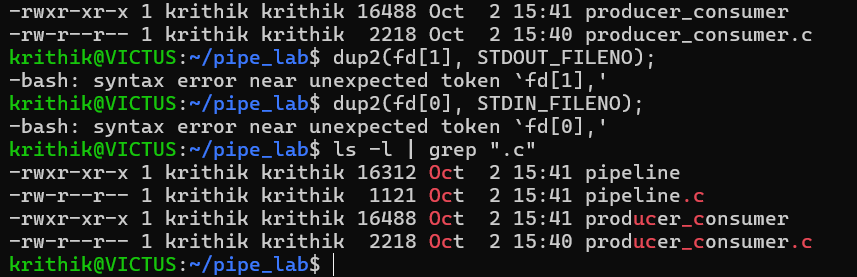 -rwxr-xr-x 1 krithik krithik 16488 Oct  2 15:41 producer_consumer
-rw-r--r-- 1 krithik krithik  2218 Oct  2 15:40 producer_consumer.c
krithik@VICTUS:~/pipe_lab$ dup2(fd[1], STDOUT_FILENO);
-bash: syntax error near unexpected token `fd[1],'
krithik@VICTUS:~/pipe_lab$ dup2(fd[0], STDIN_FILENO);
-bash: syntax error near unexpected token `fd[0],'
krithik@VICTUS:~/pipe_lab$ ls -l | grep ".c"
-rwxr-xr-x 1 krithik krithik 16312 Oct  2 15:41 pipeline
-rw-r--r-- 1 krithik krithik  1121 Oct  2 15:41 pipeline.c
-rwxr-xr-x 1 krithik krithik 16488 Oct  2 15:41 producer_consumer
-rw-r--r-- 1 krithik krithik  2218 Oct  2 15:40 producer_consumer.c
krithik@VICTUS:~/pipe_lab$